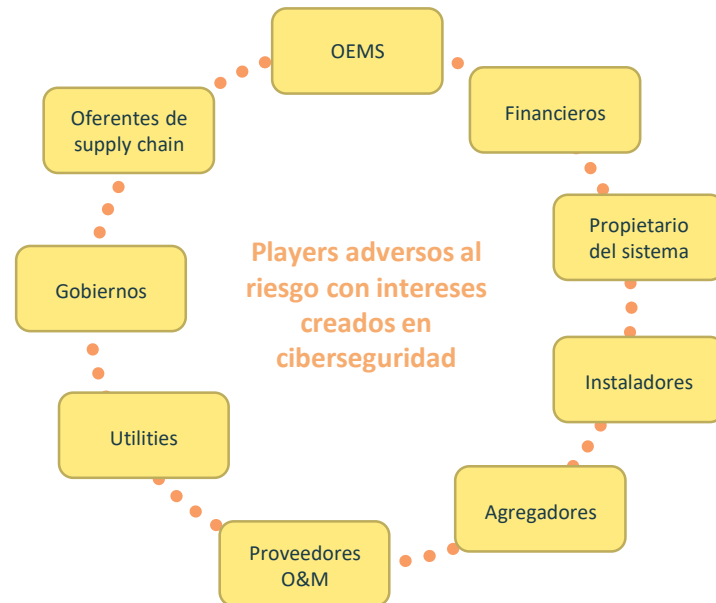 OEMS
Financieros
Propietario
del sistema
Instaladores
Agregadores
Proveedores
O&M
Utilities
Gobiernos
Oferentes de
supply chain
Players adversos al
riesgo con intereses
creados en
ciberseguridad